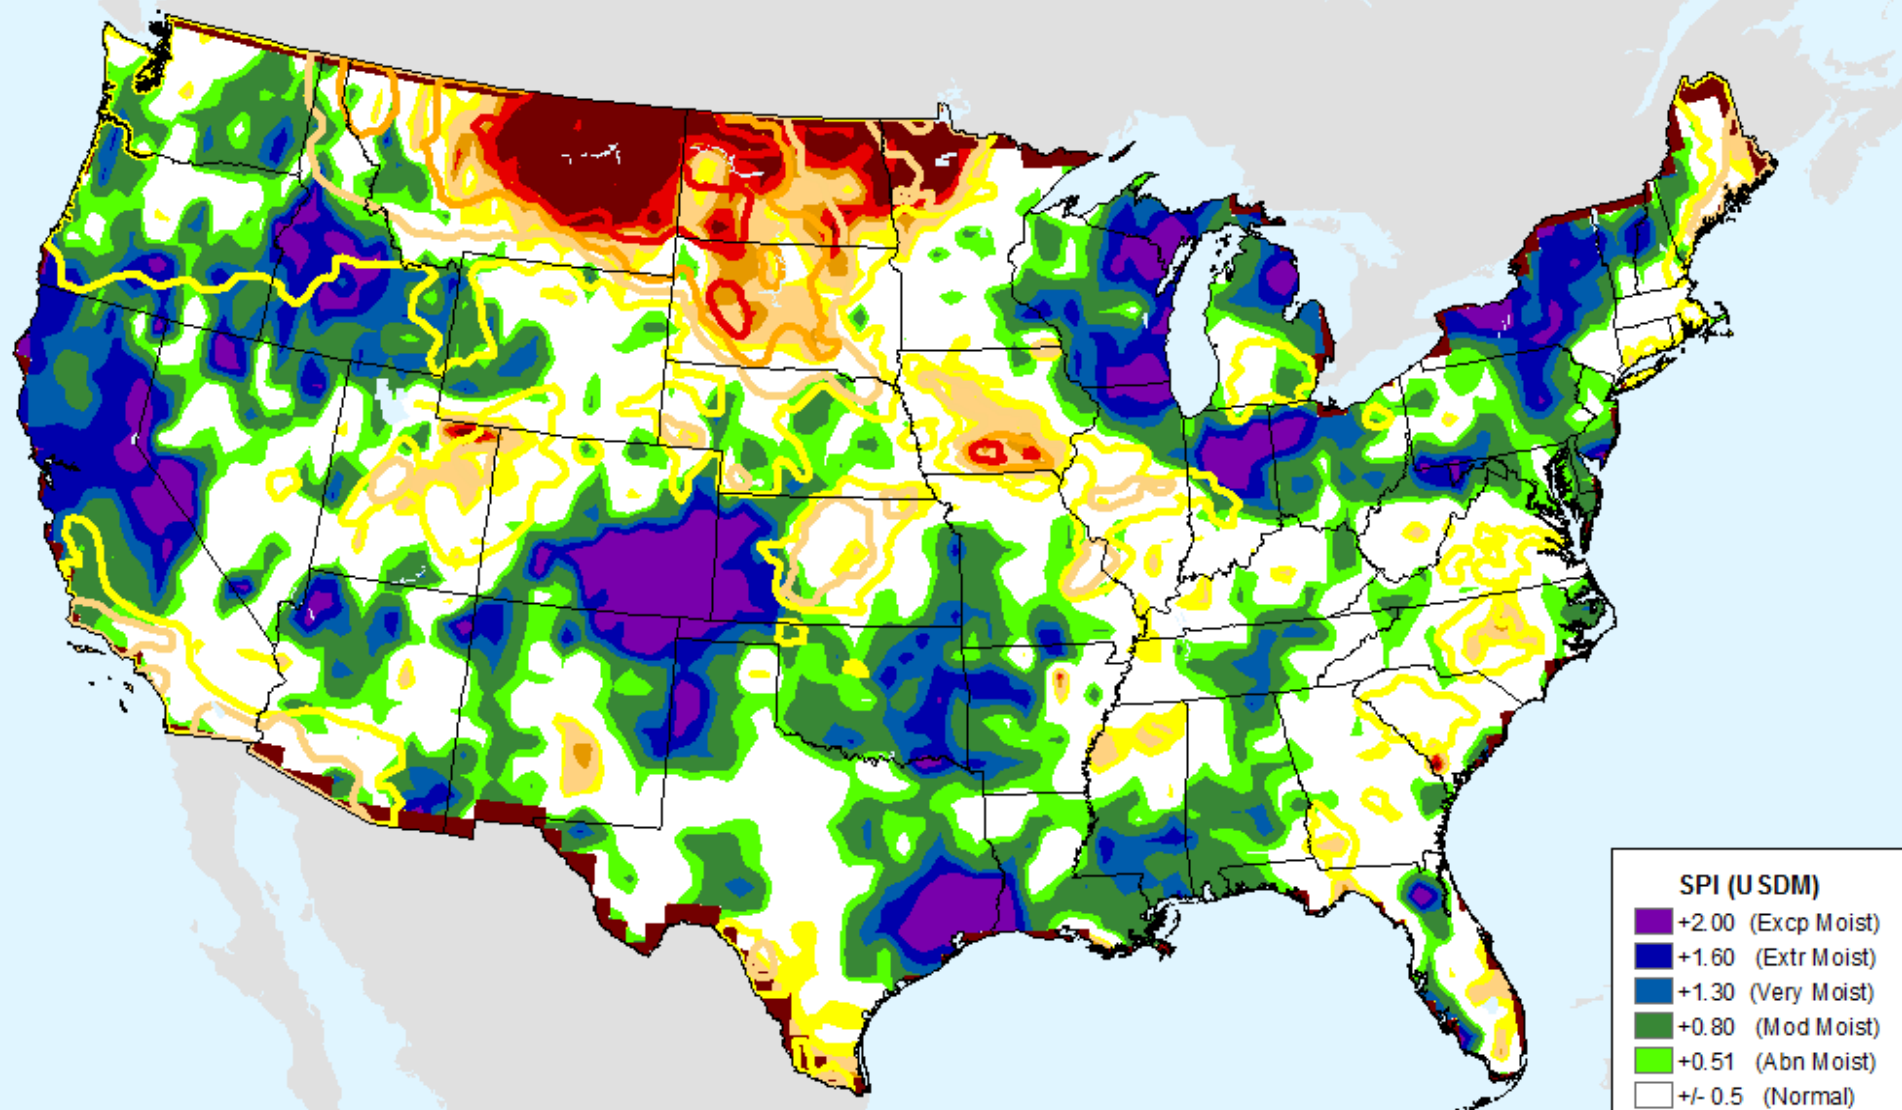 SPI (USDM)
+2.00 (Excp Moist)
+1.60 (Extr Moist)
+1.30 (Very Moist)
+0.80 (Mod Moist)
+0.51 (Abn Moist)
+/- 0.5 (Normal)